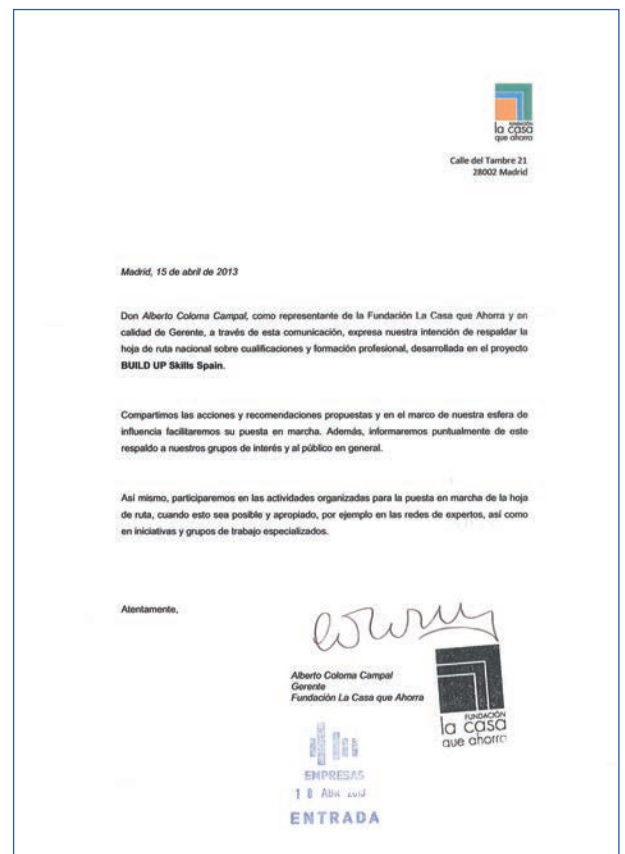 FUNDACIÓN
la casa
que ahorra
Calle del Tambre 21
28002 Madrid
Madrid, 15 de abril de 2013
Don Alberto Coloma Campal, como representante de la Fundación La Casa que Ahorra y en
calidad de Gerente, a través de esta comunicación, expresa nuestra intención de respaldar la
hoja de ruta nacional sobre cualificaciones y formación profesional, desarrollada en el proyecto
BUILD UP Skills Spain.
Compartimos las acciones y recomendaciones propuestas y en el marco de nuestra esfera de
influencia facilitaremos su puesta en marcha. Además, informaremos puntualmente de este
respaldo a nuestros grupos de interés y al público en general.
Así mismo, participaremos en las actividades organizadas para la puesta en marcha de la hoja
de ruta, cuando esto sea posible y apropiado, por ejemplo en las redes de expertos, así como
en iniciativas y grupos de trabajo especializados.
Atentamente,
Alberto Coloma Campal
Gerente
Fundación La Casa que Ahorra
FUNDACIÓN
la casa
que ahorra
EMPRESAS
ENTRADA